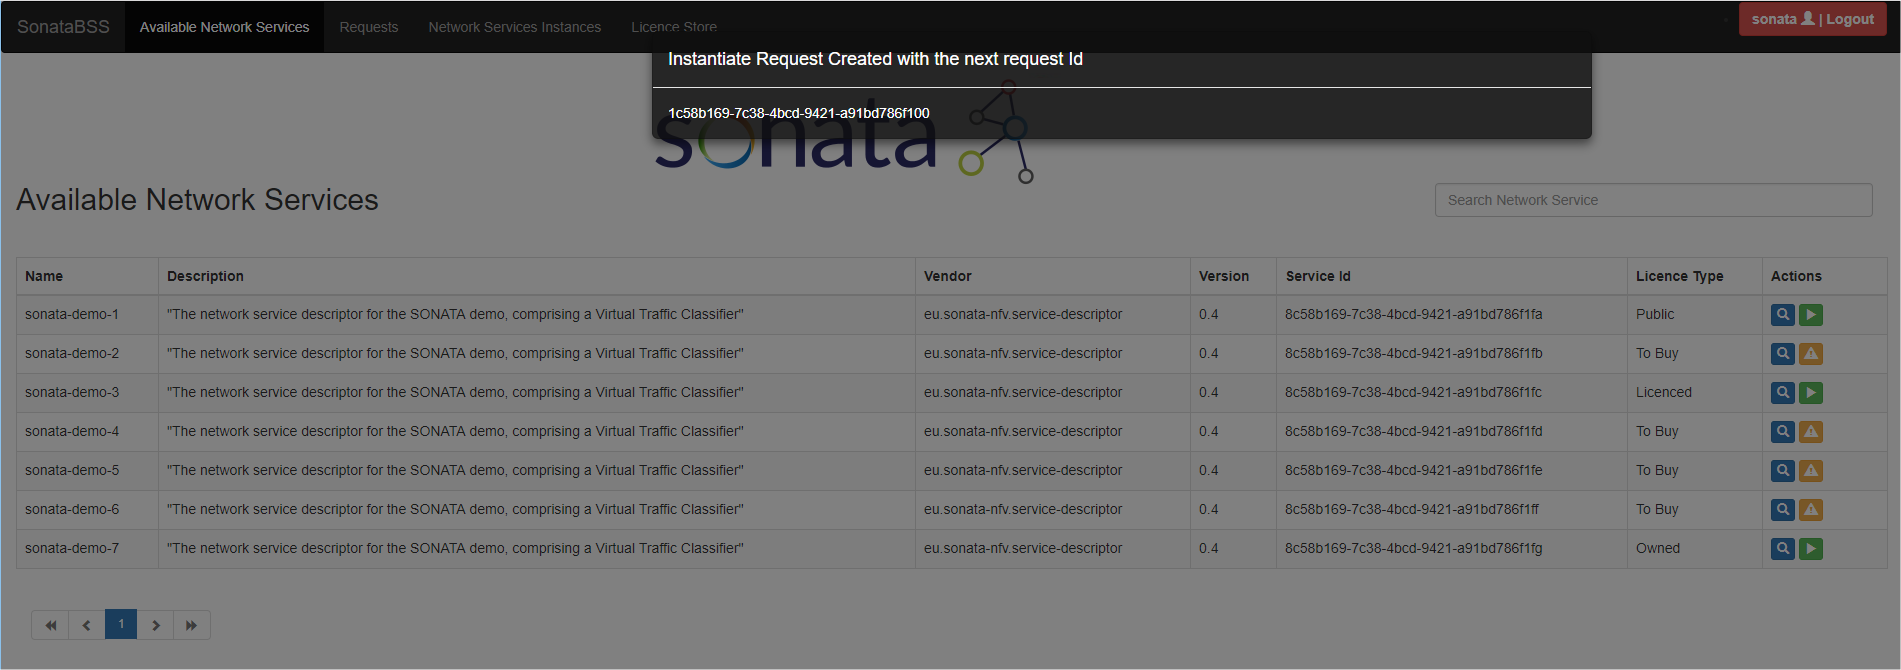 SonataBSS Available Network Services Requests Network Services Instances Licence Store sonata | Logout
Instantiate Request Created with the next request Id
1c58b169-7c38-4bcd-9421-a91bd786f100
sonata
Available Network Services
Search Network Service
Name Description Vendor Version Service Id Licence Type Actions
sonata-demo-1 "The network service descriptor for the SONATA demo, comprising a Virtual Traffic Classifier" eu.sonata-nfv.service-descriptor 0.4 8c58b169-7c38-4bcd-9421-a91bd786f1fa Public
sonata-demo-2 "The network service descriptor for the SONATA demo, comprising a Virtual Traffic Classifier" eu.sonata-nfv.service-descriptor 0.4 8c58b169-7c38-4bcd-9421-a91bd786f1fb To Buy
sonata-demo-3 "The network service descriptor for the SONATA demo, comprising a Virtual Traffic Classifier" eu.sonata-nfv.service-descriptor 0.4 8c58b169-7c38-4bcd-9421-a91bd786f1fc Licenced
sonata-demo-4 "The network service descriptor for the SONATA demo, comprising a Virtual Traffic Classifier" eu.sonata-nfv.service-descriptor 0.4 8c58b169-7c38-4bcd-9421-a91bd786f1fd To Buy
sonata-demo-5 "The network service descriptor for the SONATA demo, comprising a Virtual Traffic Classifier" eu.sonata-nfv.service-descriptor 0.4 8c58b169-7c38-4bcd-9421-a91bd786f1fe To Buy
sonata-demo-6 "The network service descriptor for the SONATA demo, comprising a Virtual Traffic Classifier" eu.sonata-nfv.service-descriptor 0.4 8c58b169-7c38-4bcd-9421-a91bd786f1ff To Buy
sonata-demo-7 "The network service descriptor for the SONATA demo, comprising a Virtual Traffic Classifier" eu.sonata-nfv.service-descriptor 0.4 8c58b169-7c38-4bcd-9421-a91bd786f1fg Owned
1